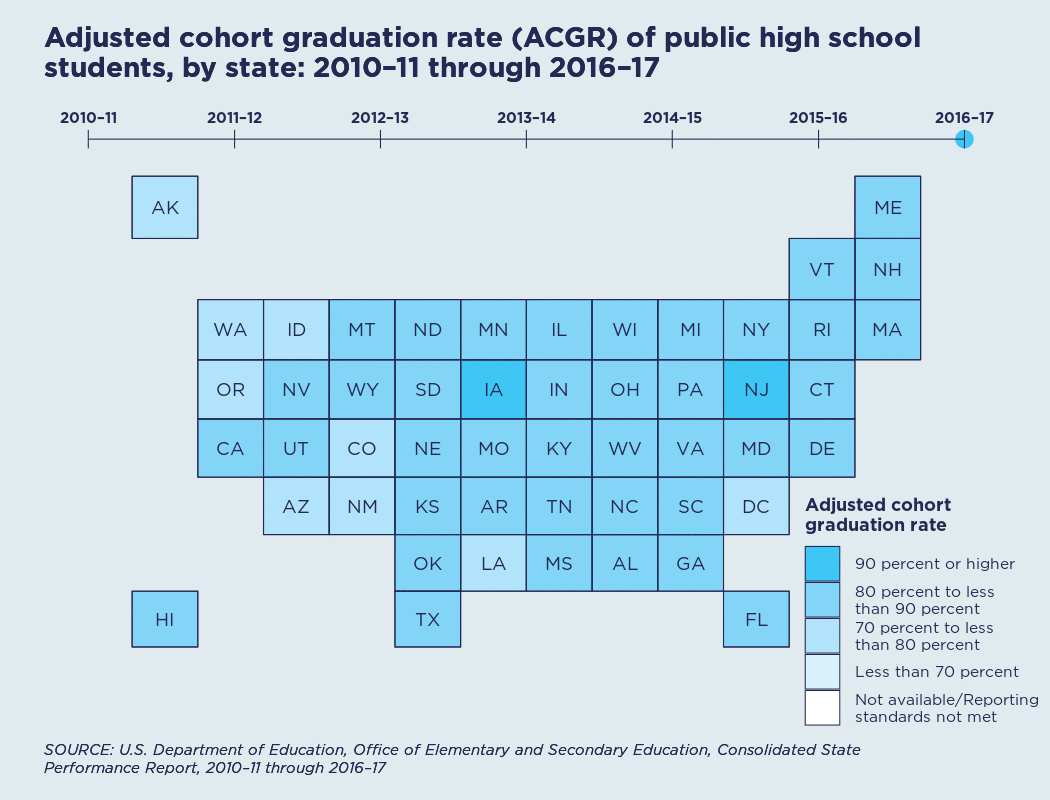 Adjusted cohort graduation rate (ACGR) of public high school
students, by state: 2010–11 through 2016–17
2010–11 2011–12 2012–13 2013–14 2014–15 2015–16 2016–17
AK ME
VT NH
WA ID MT ND MN IL WI MI NY RI MA
OR NV WY SD IA IN OH PA NJ CT
CA UT CO NE MO KY WV VA MD DE
AZ NM KS AR TN NC SC DC
OK LA MS AL GA
HI TX FL
Adjusted cohort
graduation rate
90 percent or higher
80 percent to less
than 90 percent
70 percent to less
than 80 percent
Less than 70 percent
Not available/Reporting
standards not met
SOURCE: U.S. Department of Education, Office of Elementary and Secondary Education, Consolidated State
Performance Report, 2010–11 through 2016–17